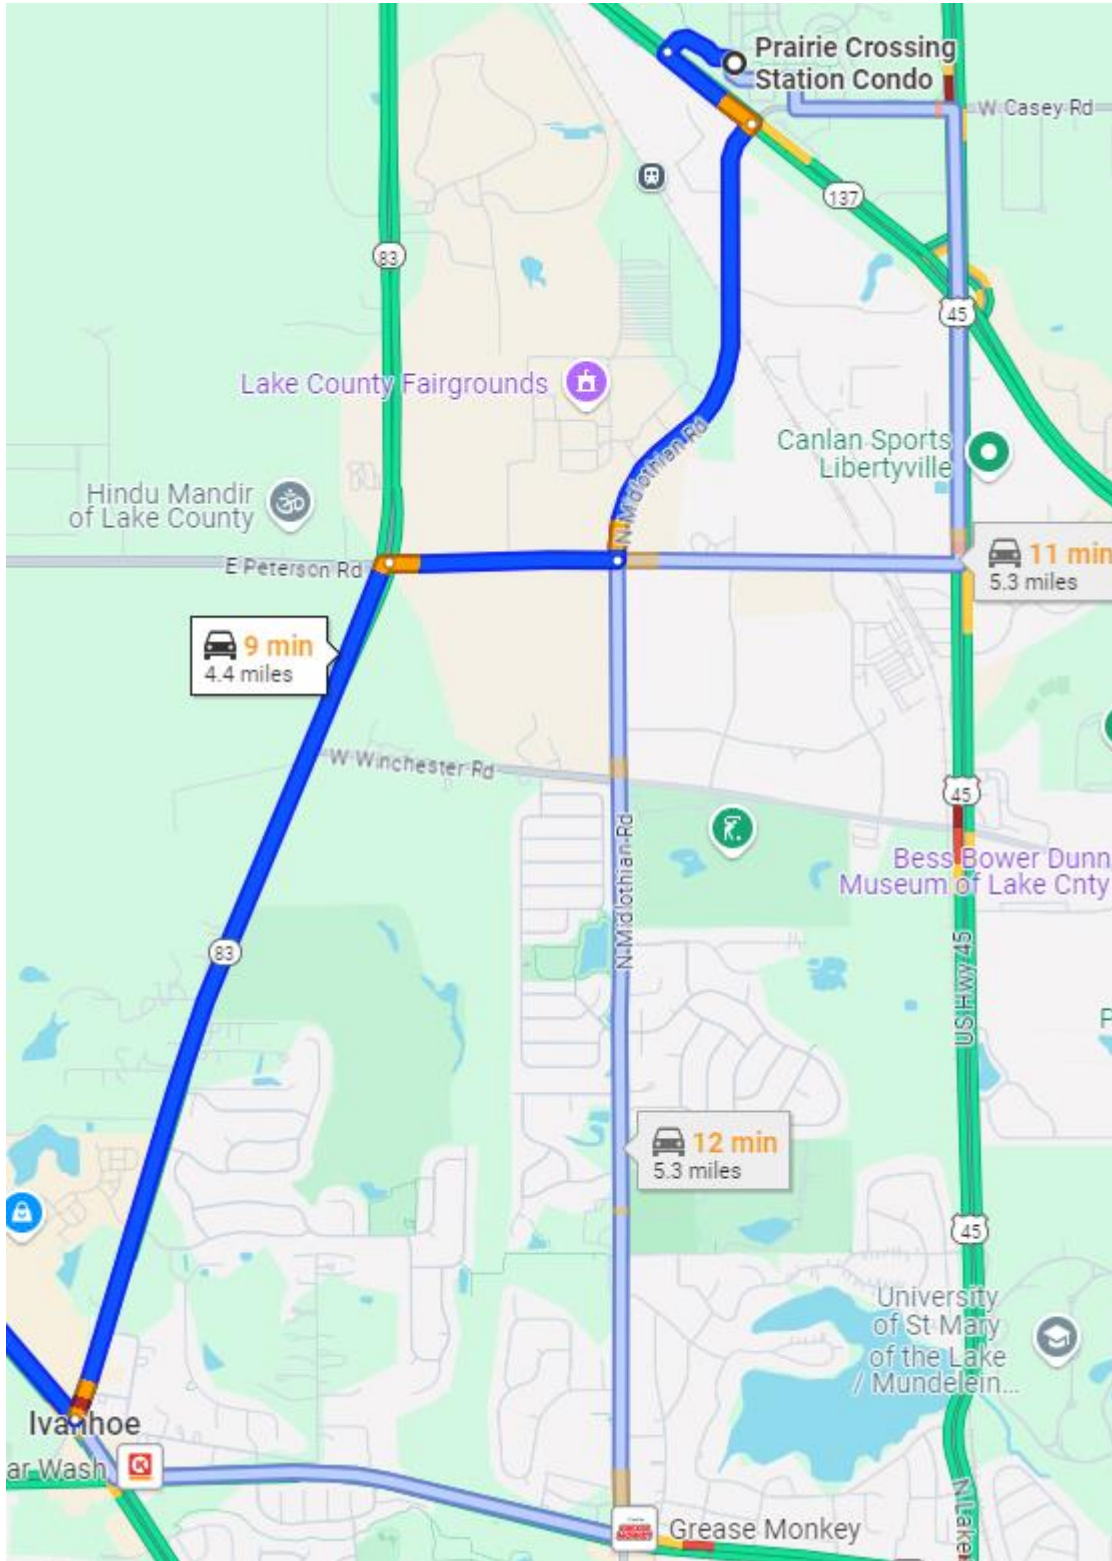 Prairie Crossing
Station Condo
W Casey Rd
137
83
45
Lake County Fairgrounds
N Midlothian Rd
Canlan Sports
Libertyville
Hindu Mandir
of Lake County
E Peterson Rd
11 min
5.3 miles
9 min
4.4 miles
W Winchester Rd
45
N Midlothian Rd
Bess Bower Dunn
Museum of Lake Cnty
83
US Hwy 45
P
12 min
5.3 miles
45
University
of St Mary
of the Lake
/ Mundelein...
Ivanhoe
ar Wash
K
N Lake
GREASE MONKEY
Grease Monkey